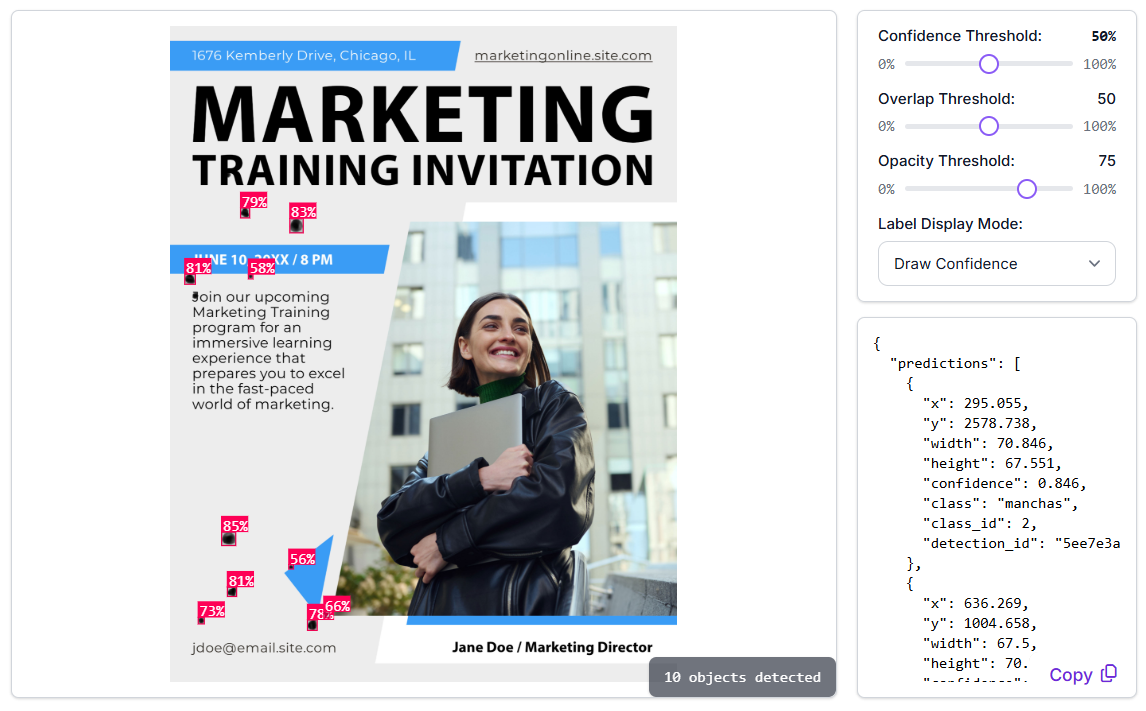 1676 Kemberly Drive, Chicago, IL
marketingonline.site.com
MARKETING
TRAINING INVITATION
79%
83%
JUNE 10, 20XX / 8 PM
81%
58%
Join our upcoming
Marketing Training
program for an
immersive learning
experience that
prepares you to excel
in the fast-paced
world of marketing.
85%
56%
81%
73%
78%
66%
jdoe@email.site.com
Jane Doe / Marketing Director
10 objects detected
Confidence Threshold: 50%
0% 100%
Overlap Threshold: 50
0% 100%
Opacity Threshold: 75
0% 100%
Label Display Mode:
Draw Confidence
{
"predictions": [
{
"x": 295.055,
"y": 2578.738,
"width": 70.846,
"height": 67.551,
"confidence": 0.846,
"class": "manchas",
"class_id": 2,
"detection_id": "5ee7e3a
},
{
"x": 636.269,
"y": 1004.658,
"width": 67.5,
"height": 70.
Copy